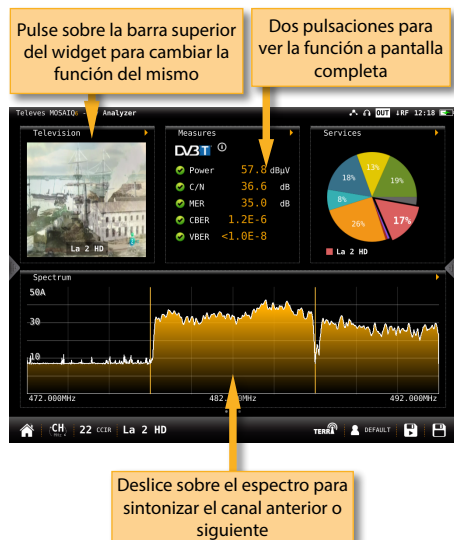 Pulse sobre la barra superior
del widget para cambiar la
función del mismo
Dos pulsaciones para
ver la función a pantalla
completa
Televes MOSAIQ6 - Analyzer
OUT ↓RF 12:18
Television
La 2 HD
Measures
DVB T
Power 57.8 dBµV
C/N 36.6 dB
MER 35.0 dB
CBER 1.2E-6
VBER <1.0E-8
Services
13%
19%
18%
8%
26%
17%
La 2 HD
Spectrum
50A
30
10
472.000MHz
482.000MHz
492.000MHz
CH 22 CCIR La 2 HD
TERR DEFAULT
Deslice sobre el espectro para
sintonizar el canal anterior o
siguiente